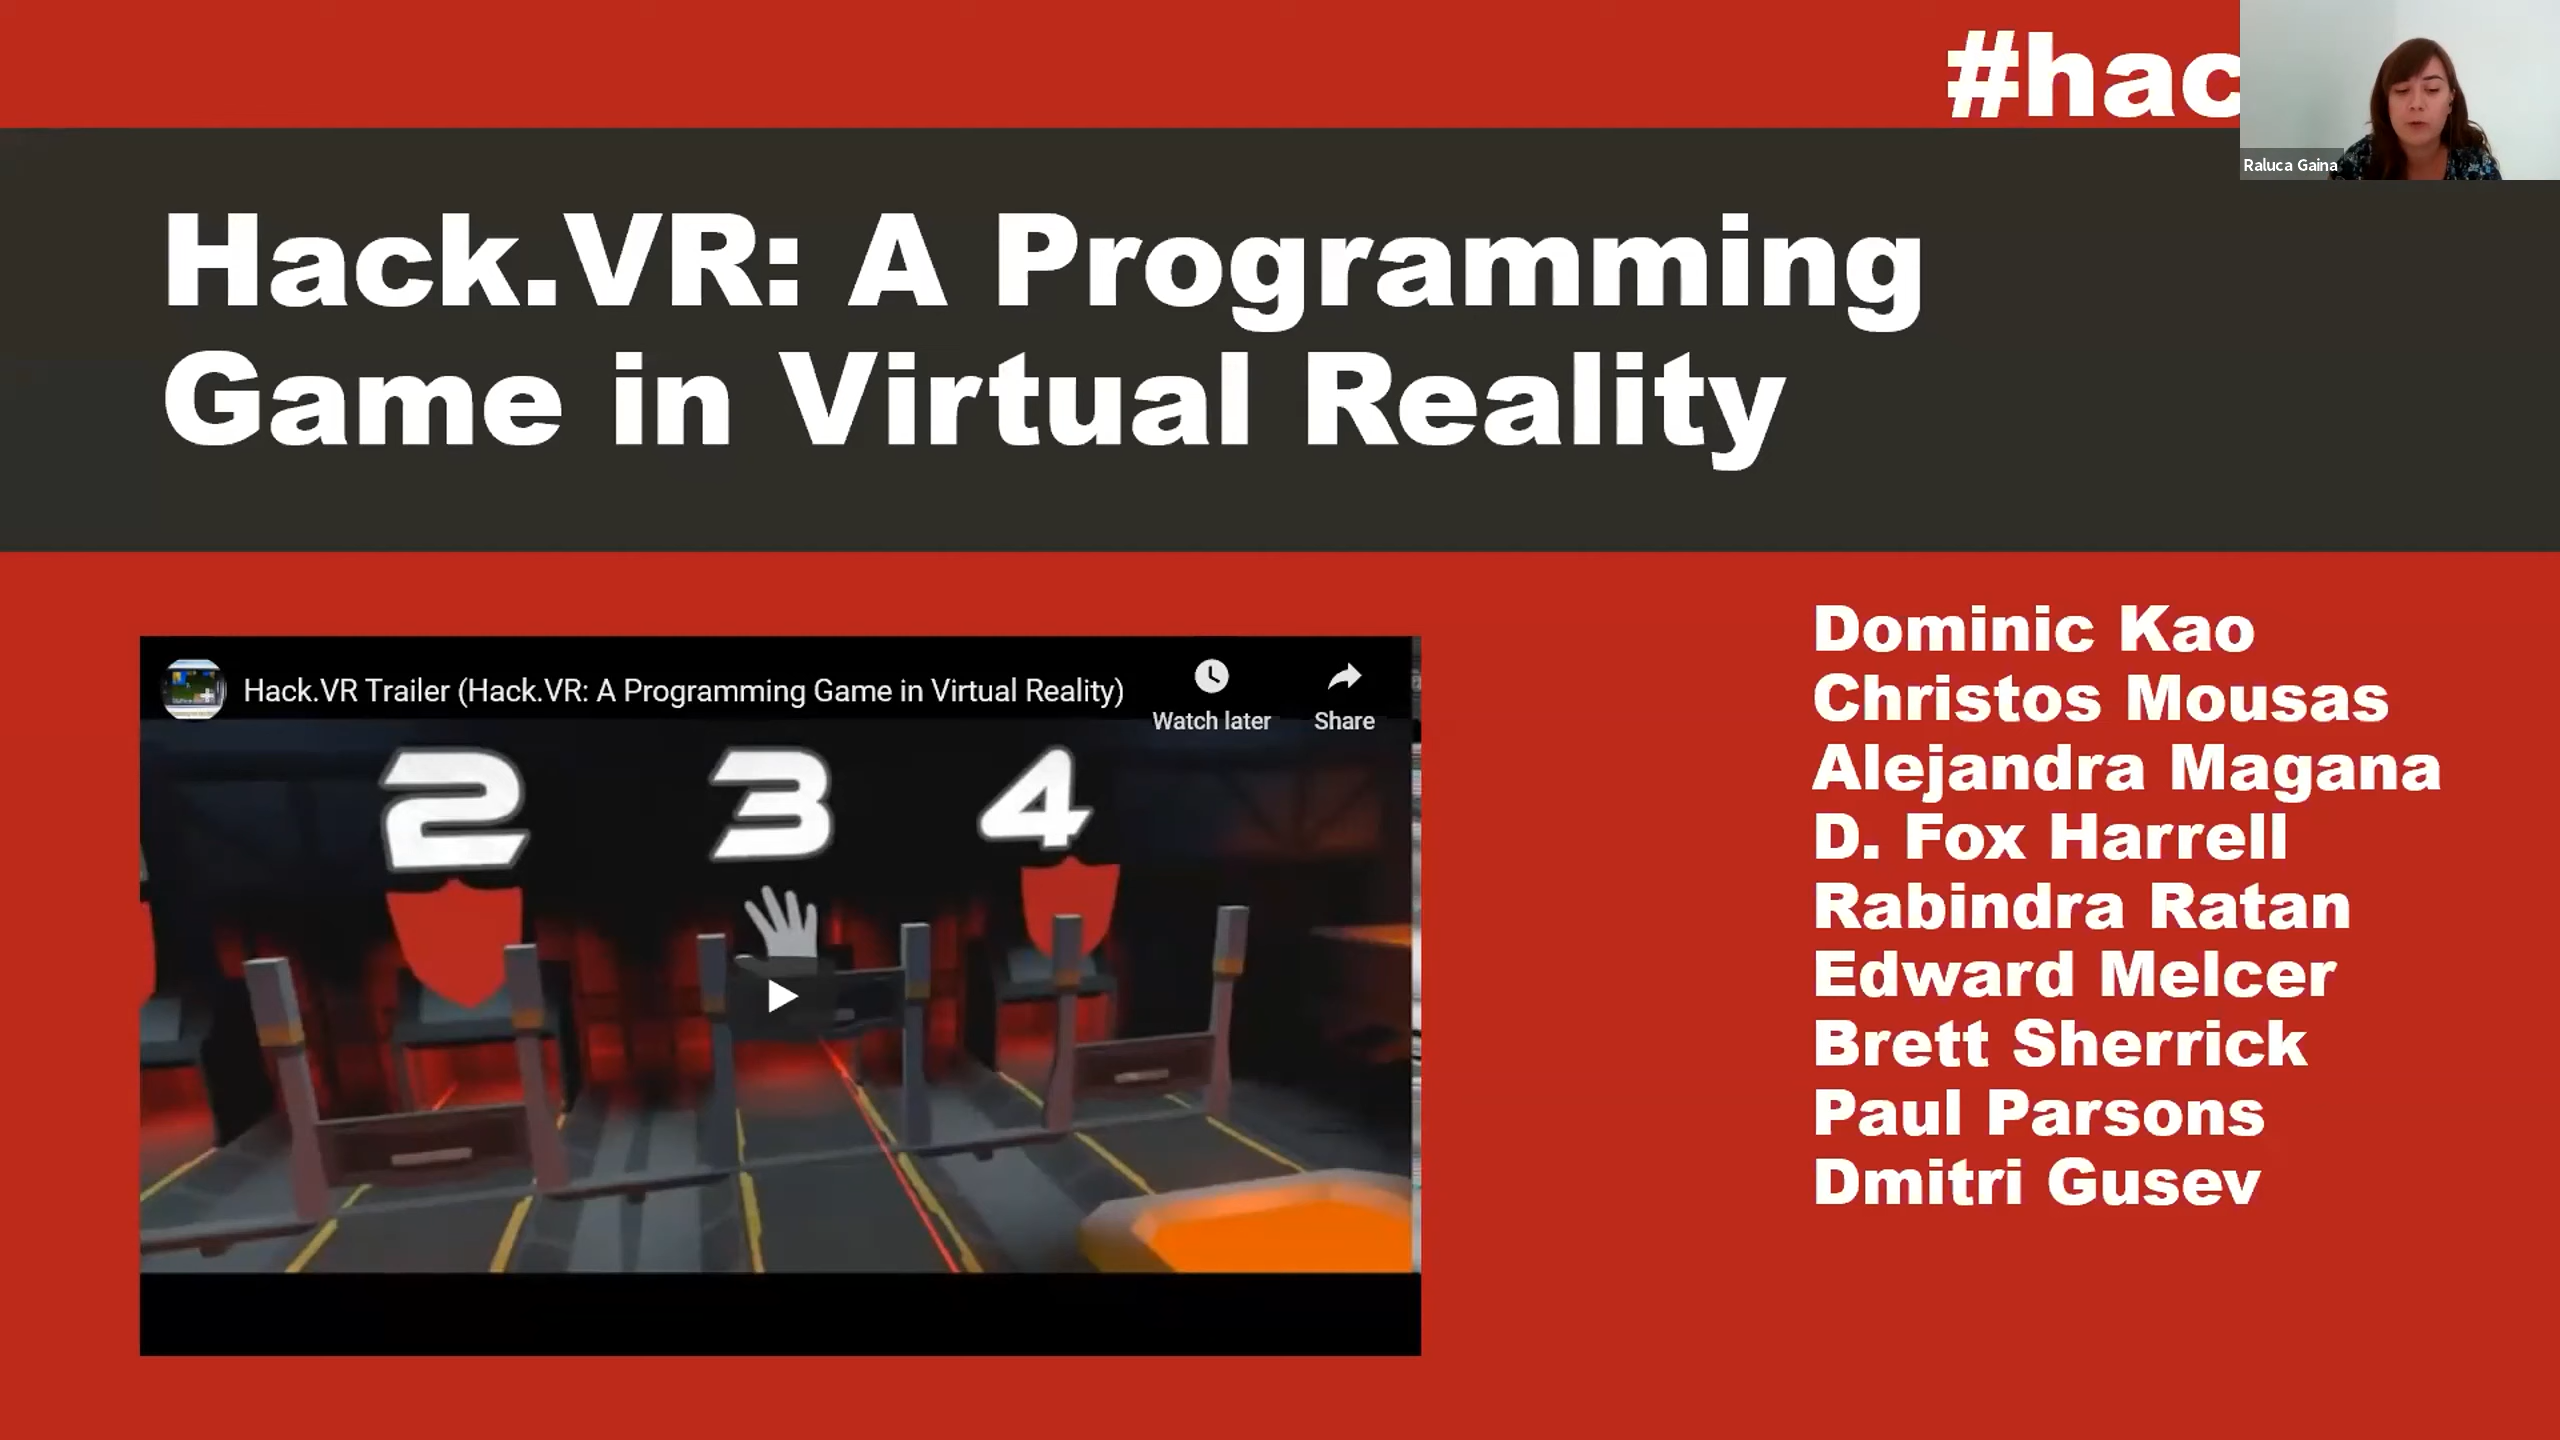 #hac
Raluca Gaina
Hack.VR: A Programming
Game in Virtual Reality
Hack.VR Trailer (Hack.VR: A Programming Game in Virtual Reality)
Watch later
Share
2 3 4
Dominic Kao
Christos Mousas
Alejandra Magana
D. Fox Harrell
Rabindra Ratan
Edward Melcer
Brett Sherrick
Paul Parsons
Dmitri Gusev